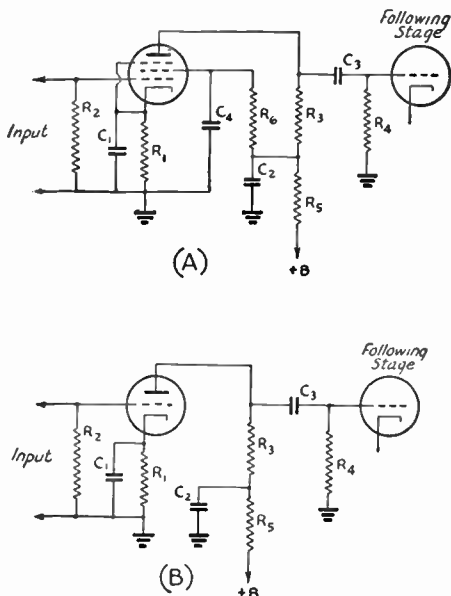 Following
Stage
Input
R2
C1
R1
C4
R6
C2
R3
R5
C3
R4
+B
(A)
Following
Stage
Input
R2
C1
R1
C2
R3
R5
C3
R4
+B
(B)